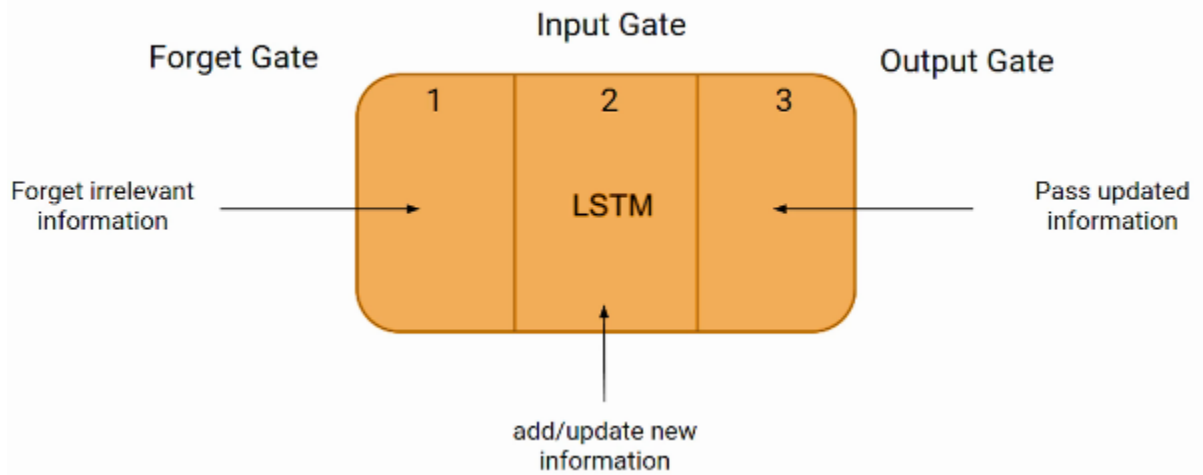 Input Gate
Forget Gate
Output Gate
1
2
3
Forget irrelevant
information
LSTM
Pass updated
information
add/update new
information